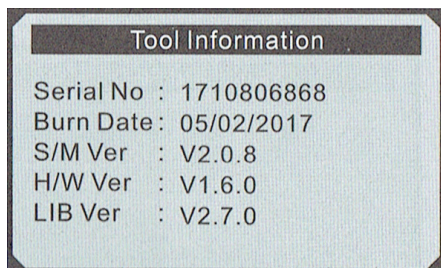 Tool Information
Serial No : 1710806868
Burn Date: 05/02/2017
S/M Ver : V2.0.8
H/W Ver : V1.6.0
LIB Ver : V2.7.0